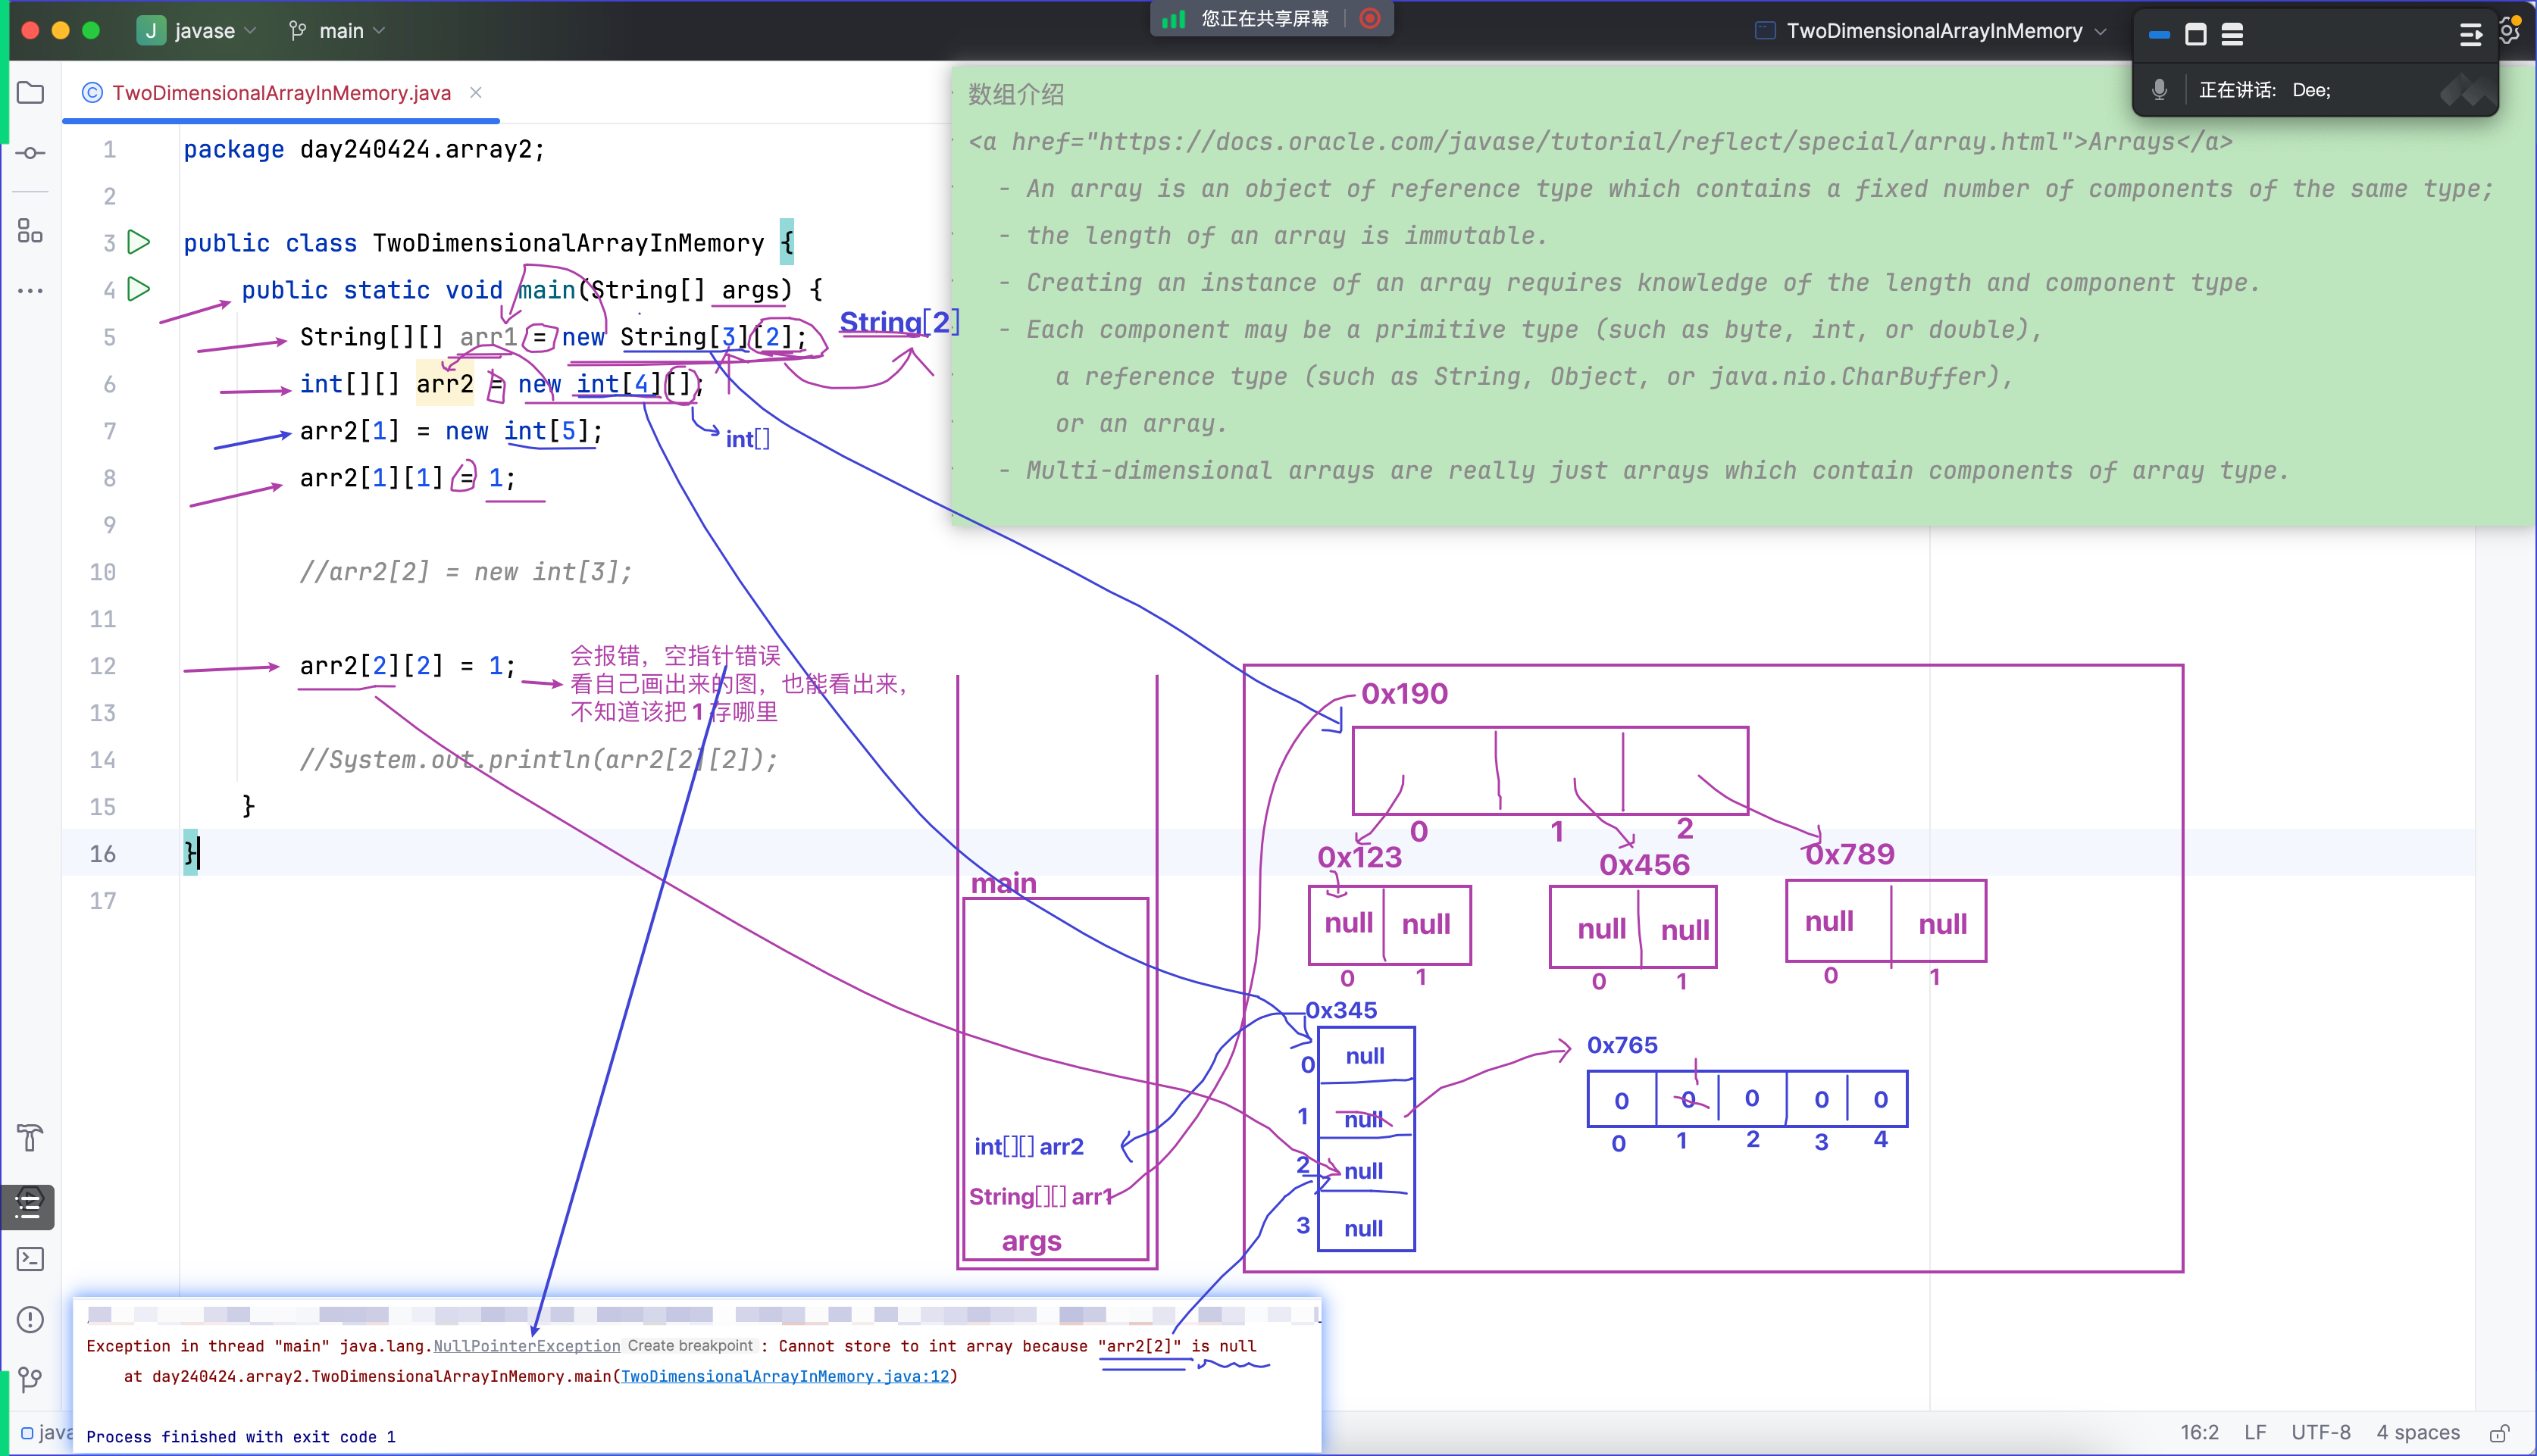 javase
main
您正在共享屏幕
TwoDimensionalArrayInMemory
正在讲话: Dee;
TwoDimensionalArrayInMemory.java
1 package day240424.array2;
2
3 public class TwoDimensionalArrayInMemory {
4 public static void main(String[] args) {
5 String[][] arr1 = new String[3][2];
String[2]
6 int[][] arr2 = new int[4][];
int[]
7 arr2[1] = new int[5];
8 arr2[1][1] = 1;
9
10 //arr2[2] = new int[3];
11
12 arr2[2][2] = 1;
会报错，空指针错误
看自己画出来的图，也能看出来，
不知道该把 1 存哪里
13
14 //System.out.println(arr2[2][2]);
15 }
16 }
17
数组介绍
<a href="https://docs.oracle.com/javase/tutorial/reflect/special/array.html">Arrays</a>
- An array is an object of reference type which contains a fixed number of components of the same type;
- the length of an array is immutable.
- Creating an instance of an array requires knowledge of the length and component type.
- Each component may be a primitive type (such as byte, int, or double),
a reference type (such as String, Object, or java.nio.CharBuffer),
or an array.
- Multi-dimensional arrays are really just arrays which contain components of array type.
main
int[][] arr2
String[][] arr1
args
0x190
0 1 2
0x123 0x456 0x789
null null null null null null
0 1 0 1 0 1
0x345
0 null
1 null
2 null
3 null
0x765
1
0 0 0 0 0
0 1 2 3 4
Exception in thread "main" java.lang.NullPointerException Create breakpoint : Cannot store to int array because "arr2[2]" is null
at day240424.array2.TwoDimensionalArrayInMemory.main(TwoDimensionalArrayInMemory.java:12)
Process finished with exit code 1
java
16:2 LF UTF-8 4 spaces